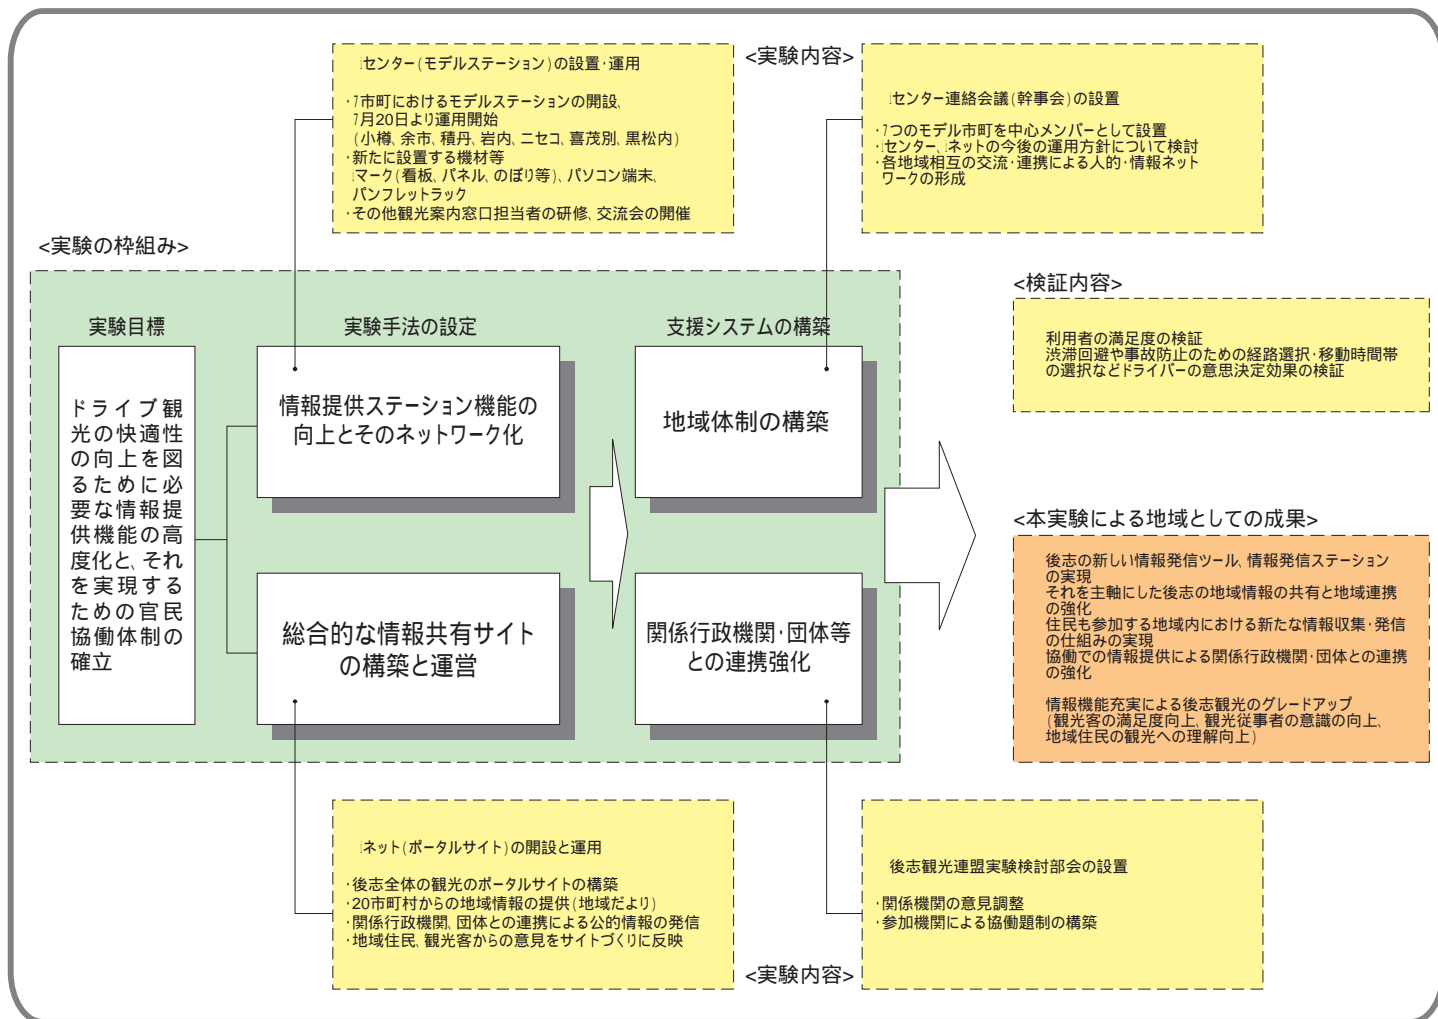 <実験内容>
iセンター(モデルステーション)の設置・運用
・7市町におけるモデルステーションの開設、
7月20日より運用開始
(小樽、余市、積丹、岩内、ニセコ、喜茂別、黒松内)
・新たに設置する機材等
iマーク(看板、パネル、のぼり等)、パソコン端末、
パンフレットラック
・その他観光案内窓口担当者の研修、交流会の開催
iセンター連絡会議(幹事会)の設置
・7つのモデル市町を中心メンバーとして設置
・iセンター、iネットの今後の運用方針について検討
・各地域相互の交流・連携による人的・情報ネット
ワークの形成
<実験の枠組み>
実験目標
ドライブ観
光の快適性
の向上を図
るために必
要な情報提
供機能の高
度化と、それ
を実現する
ための官民
協働体制の
確立
実験手法の設定
情報提供ステーション機能の
向上とそのネットワーク化
総合的な情報共有サイト
の構築と運営
支援システムの構築
地域体制の構築
関係行政機関・団体等
との連携強化
<検証内容>
利用者の満足度の検証
渋滞回避や事故防止のための経路選択・移動時間帯
の選択などドライバーの意思決定効果の検証
<本実験による地域としての成果>
後志の新しい情報発信ツール、情報発信ステーション
の実現
それを主軸にした後志の地域情報の共有と地域連携
の強化
住民も参加する地域内における新たな情報収集・発信
の仕組みの実現
協働での情報提供による関係行政機関・団体との連携
の強化
情報機能充実による後志観光のグレードアップ
(観光客の満足度向上、観光従事者の意識の向上、
地域住民の観光への理解向上)
iネット(ポータルサイト)の開設と運用
・後志全体の観光のポータルサイトの構築
・20市町村からの地域情報の提供(地域だより)
・関係行政機関、団体との連携による公的情報の発信
・地域住民、観光客からの意見をサイトづくりに反映
後志観光連盟実験検討部会の設置
・関係機関の意見調整
・参加機関による協働題制の構築
<実験内容>